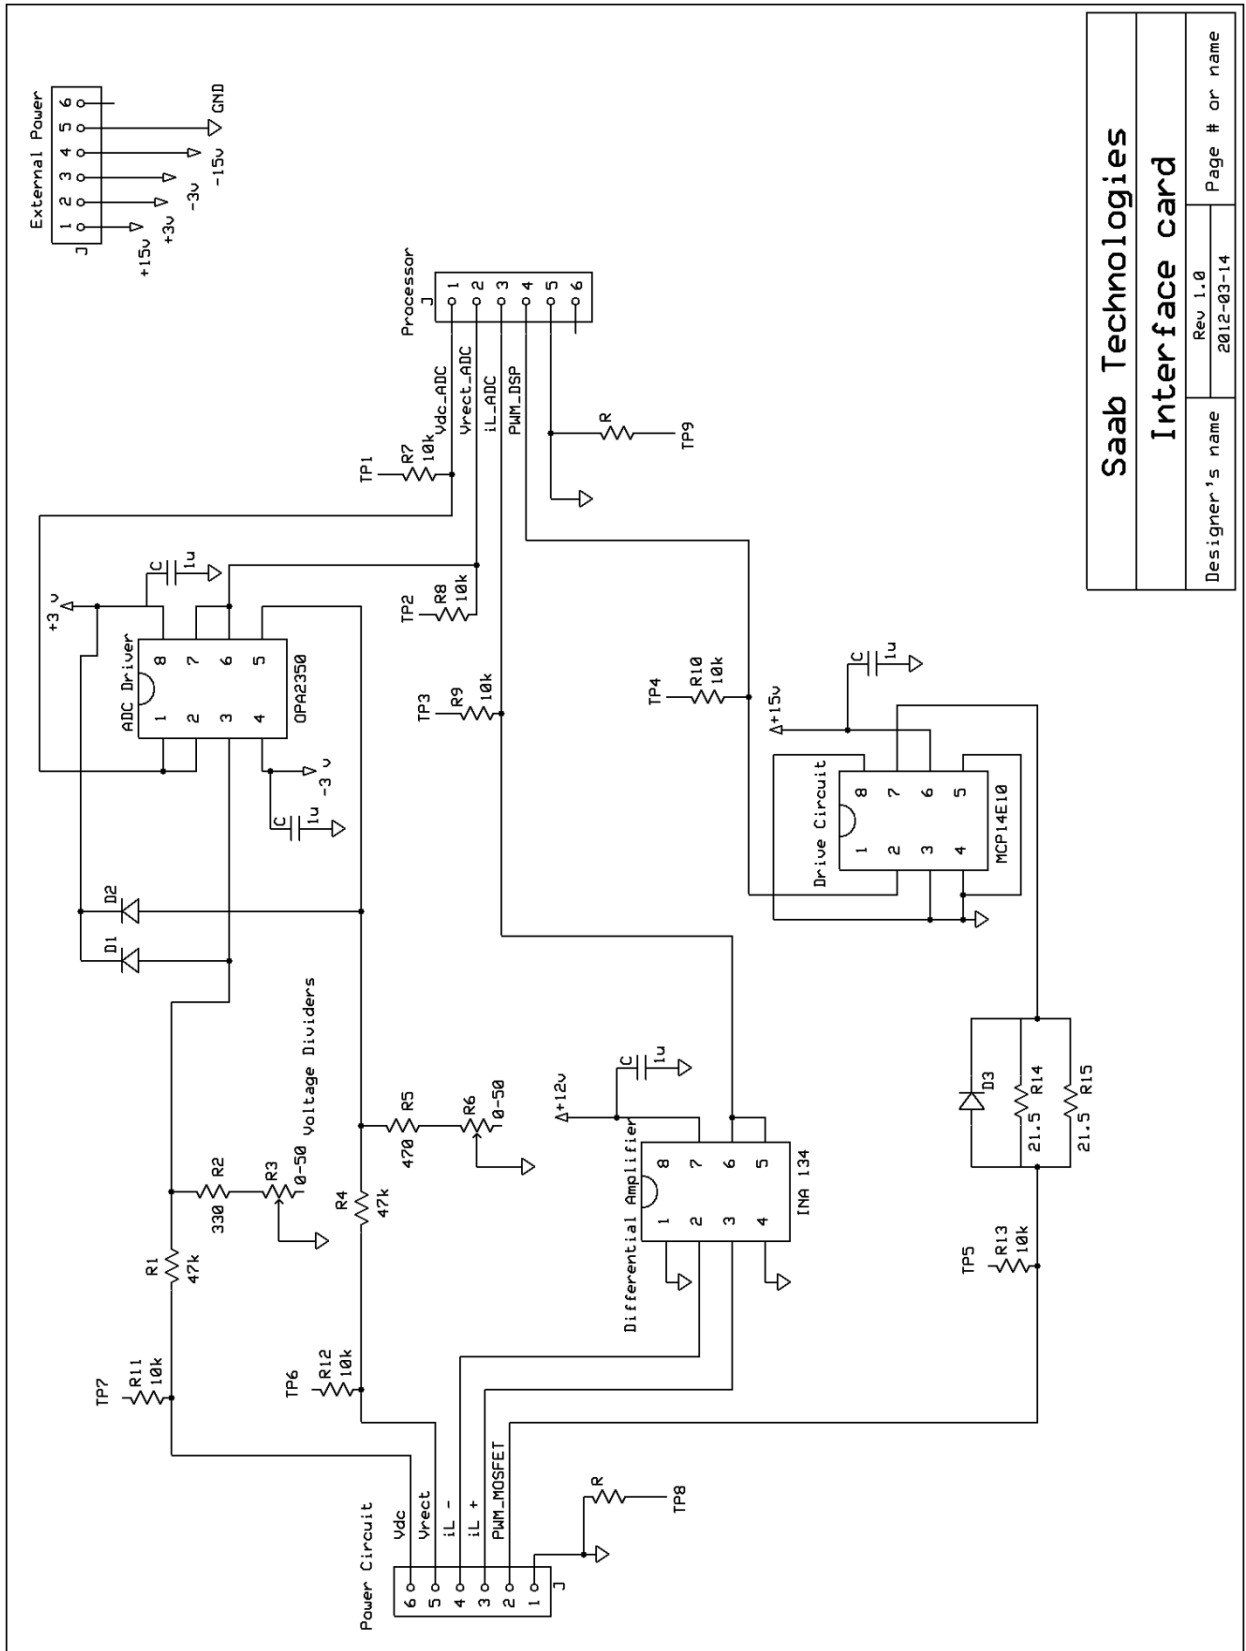 External Power
6
5
4
3
2
1
J
GND
-15v
-3v
+3v
+15v
Processor
J
1
2
3
4
5
6
Vdc_ADC
Vrect_ADC
iL_ADC
PWM_DSP
TP1
R7
10k
TP2
R8
10k
TP3
R9
10k
TP4
R10
10k
R
TP9
+3 v
C
1u
ADC Driver
1
2
3
4
8
7
6
5
OPA2350
-3 v
C
1u
D2
D1
Voltage Dividers
R1
47k
R2
330
R3
0-50
R4
47k
R5
470
R6
0-50
+12v
C
1u
Differential Amplifier
1
2
3
4
8
7
6
5
INA 134
+15v
C
1u
Drive Circuit
1
2
3
4
8
7
6
5
MCP14E10
D3
R14
21.5
R15
21.5
TP5
R13
10k
TP7
R11
10k
TP6
R12
10k
Power Circuit
6
5
4
3
2
1
J
Vdc
Vrect
iL -
iL +
PWM_MOSFET
R
TP8
Saab Technologies
Interface card
Designer's name
Rev 1.0
2012-03-14
Page # or name